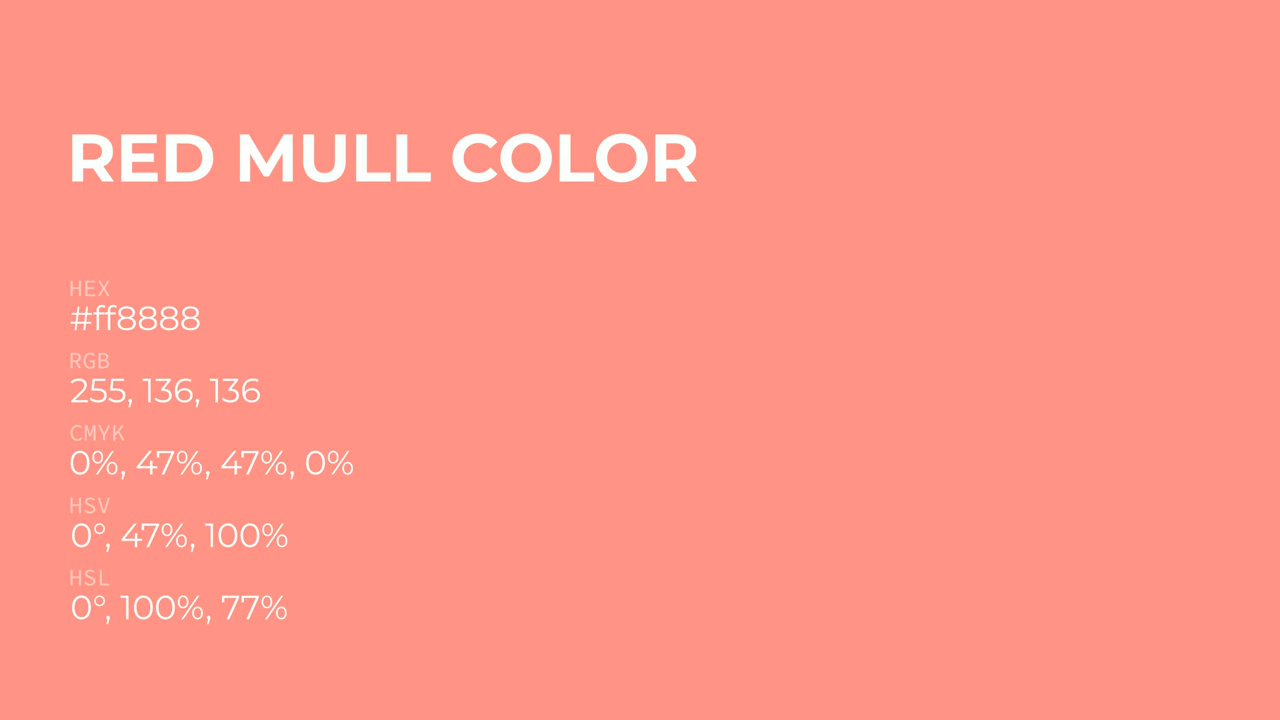 RED MULL COLOR
HEX
#ff8888
RGB
255, 136, 136
CMYK
0%, 47%, 47%, 0%
HSV
0°, 47%, 100%
HSL
0°, 100%, 77%